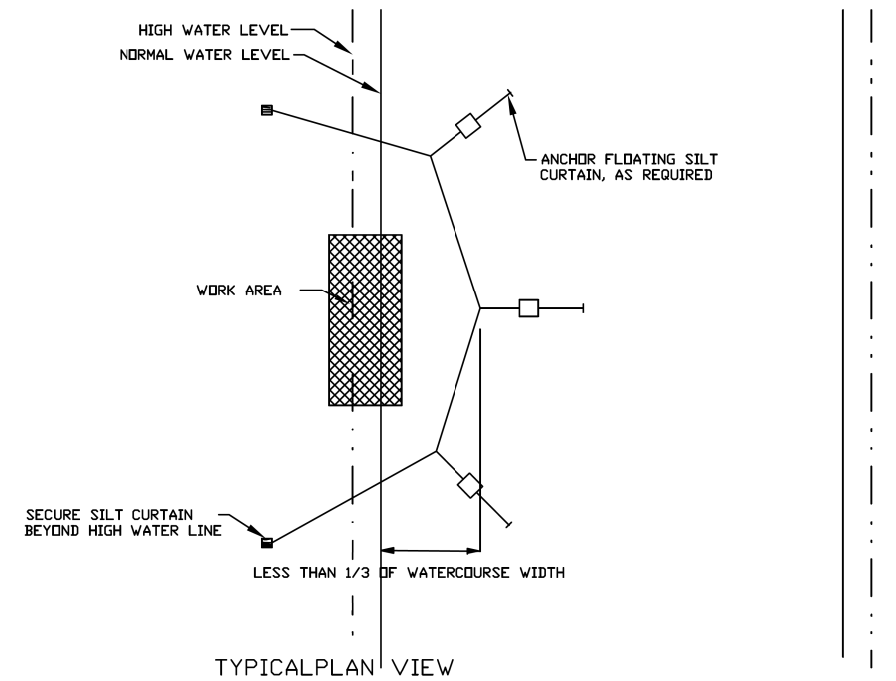 HIGH WATER LEVEL
NORMAL WATER LEVEL
ANCHOR FLOATING SILT
CURTAIN, AS REQUIRED
WORK AREA
SECURE SILT CURTAIN
BEYOND HIGH WATER LINE
LESS THAN 1/3 OF WATERCOURSE WIDTH
TYPICALPLAN VIEW